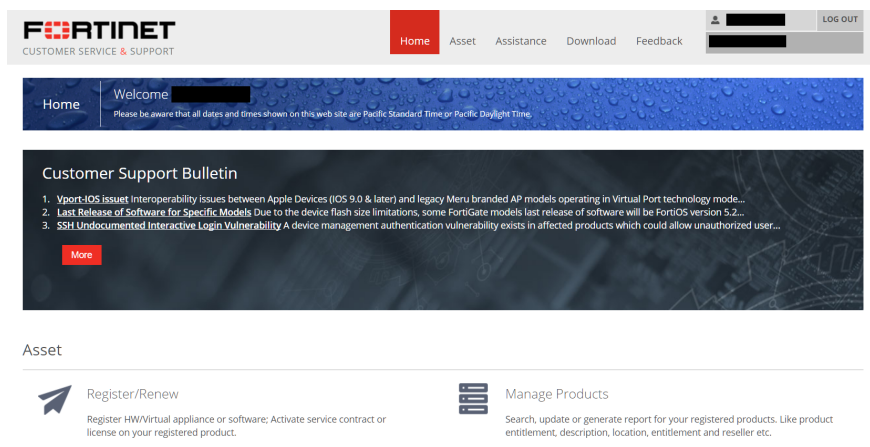 FORTINET
CUSTOMER SERVICE & SUPPORT
Home Asset Assistance Download Feedback
LOG OUT
Home
Welcome
Please be aware that all dates and times shown on this web site are Pacific Standard Time or Pacific Daylight Time.
Customer Support Bulletin
1. Vport-IOS issuet Interoperability issues between Apple Devices (IOS 9.0 & later) and legacy Meru branded AP models operating in Virtual Port technology mode...
2. Last Release of Software for Specific Models Due to the device flash size limitations, some FortiGate models last release of software will be FortiOS version 5.2...
3. SSH Undocumented Interactive Login Vulnerability A device management authentication vulnerability exists in affected products which could allow unauthorized user...
More
Asset
Register/Renew
Register HW/Virtual appliance or software; Activate service contract or
license on your registered product.
Manage Products
Search, update or generate report for your registered products. Like product
entitlement, description, location, entitlement and reseller etc.